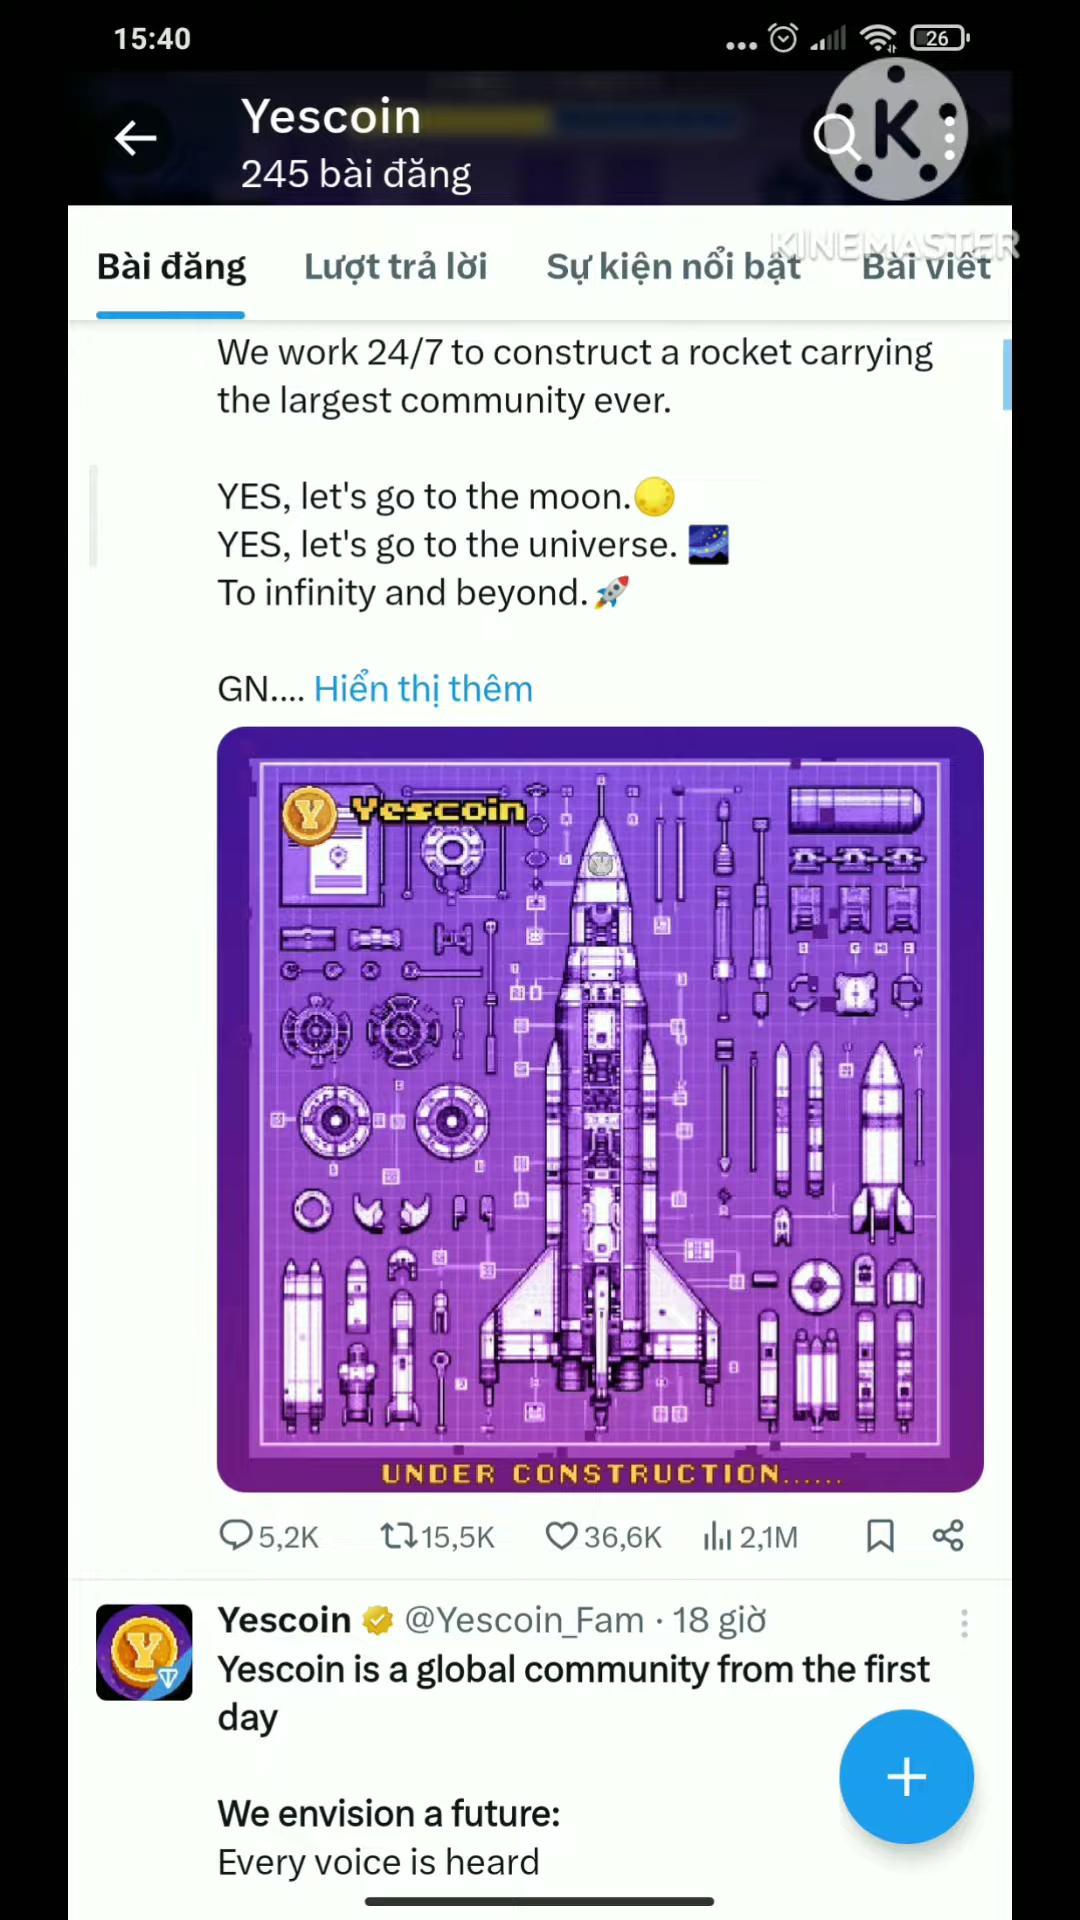 15:40
26
Yescoin
245 bài đăng
K
KINEMASTER
Bài đăng
Lượt trả lời
Sự kiện nổi bật
Bài viết
We work 24/7 to construct a rocket carrying
the largest community ever.
YES, let's go to the moon.🌕
YES, let's go to the universe. 🌌
To infinity and beyond.🚀
GN.... Hiển thị thêm
Y Yescoin
UNDER CONSTRUCTION......
5,2K 15,5K 36,6K 2,1M
Yescoin @Yescoin_Fam · 18 giờ
Yescoin is a global community from the first
day
We envision a future:
Every voice is heard